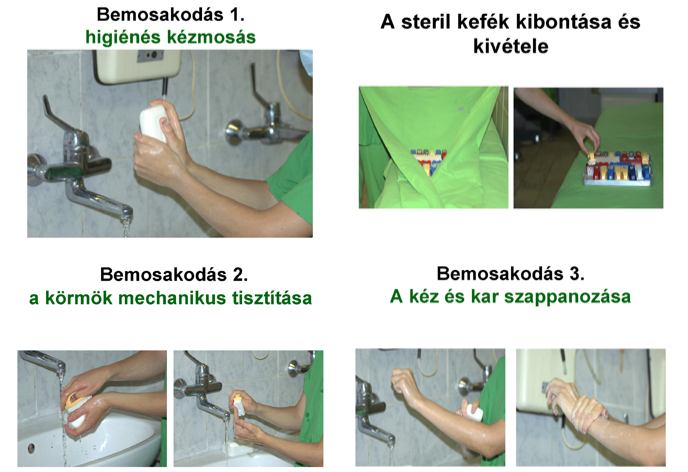 Bemosakodás 1.
higiénés kézmosás
A steril kefék kibontása és
kivétele
Bemosakodás 2.
a körmök mechanikus tisztítása
Bemosakodás 3.
A kéz és kar szappanozása